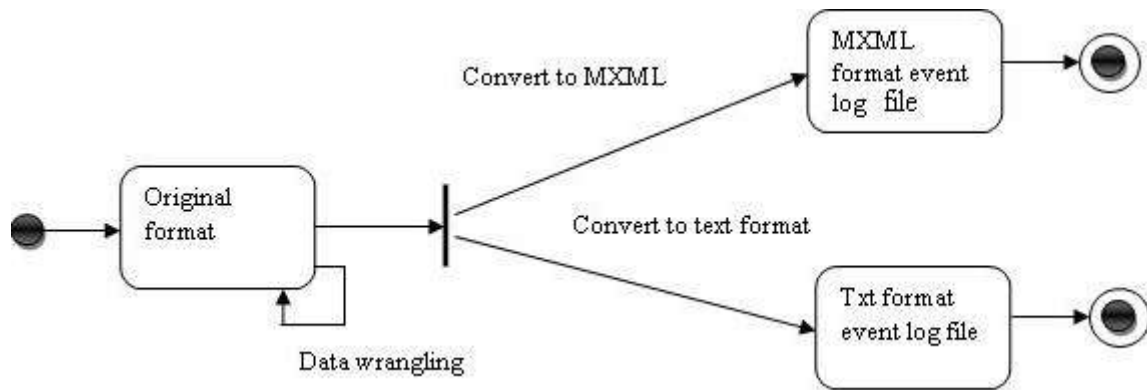 MXML
format event
log file
Convert to MXML
Original
format
Convert to text format
Txt format
event log file
Data wrangling